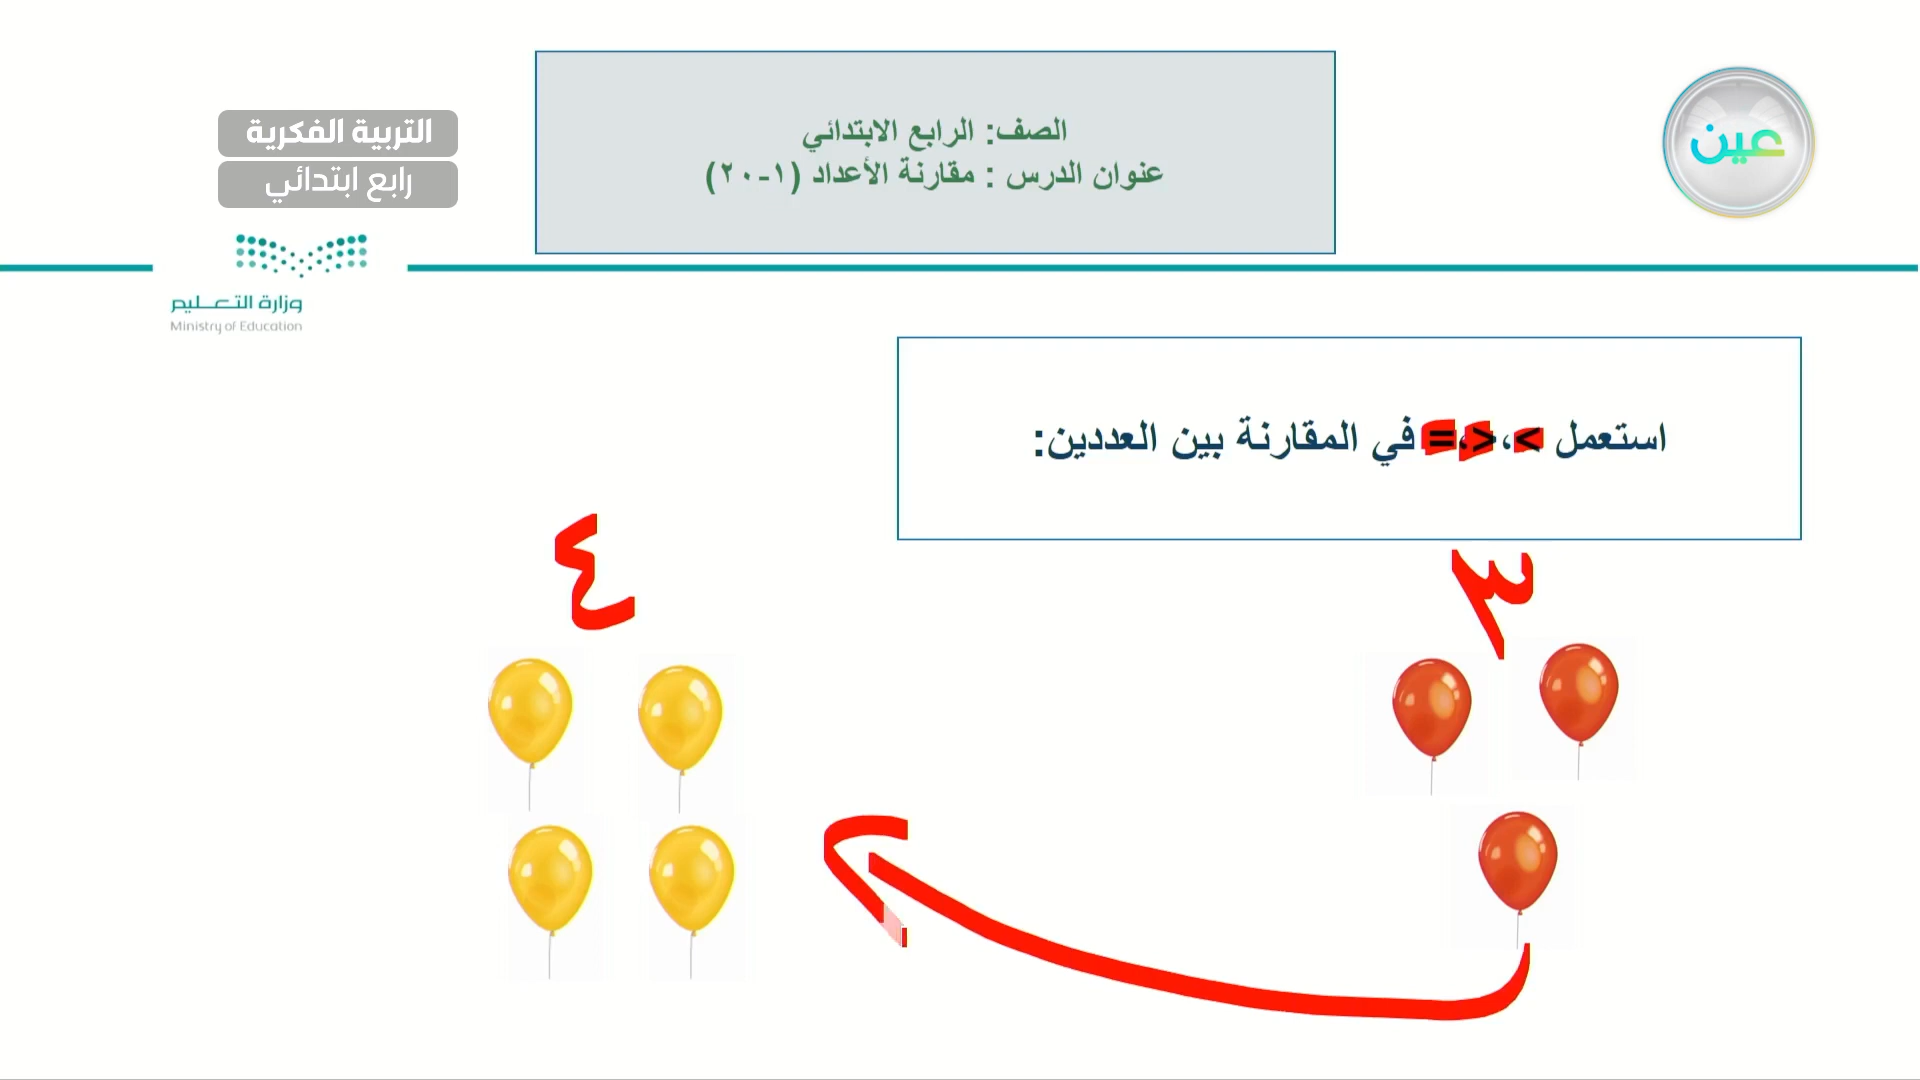 عين
الصف: الرابع الابتدائي
عنوان الدرس : مقارنة الأعداد (١-٢٠)
التربية الفكرية
رابع ابتدائي
وزارة التعليم
Ministry of Education
استعمل >،<،= في المقارنة بين العددين:
٣
٤